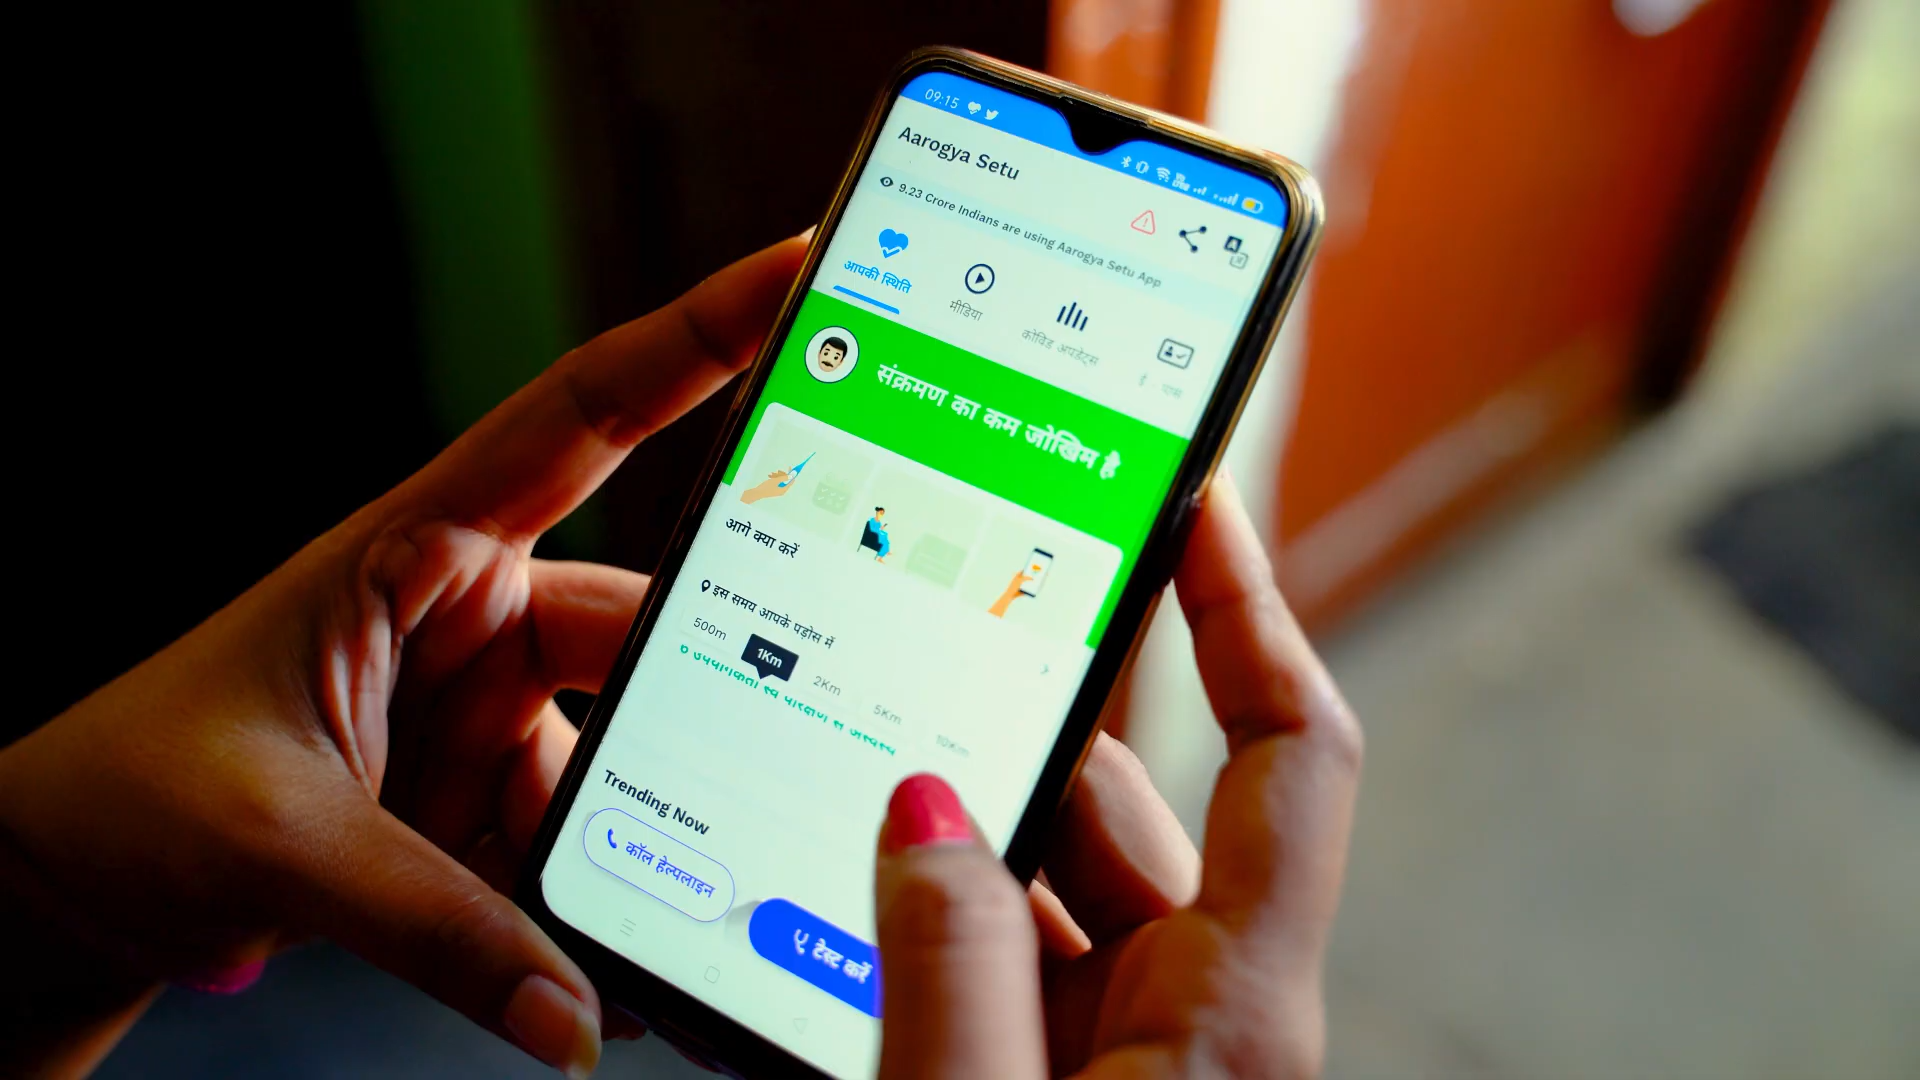 09:15
Aarogya Setu
9.23 Crore Indians are using Aarogya Setu App
आपकी स्थिति
मीडिया
कोविड अपडेट्स
ई - पास
संक्रमण का कम जोखिम है
आगे क्या करें
इस समय आपके पड़ोस में
500m
1Km
2Km
5Km
10Km
Trending Now
कॉल हेल्पलाइन
टेस्ट करें